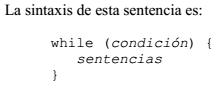 La sintaxis de esta sentencia es:
while (condición) {
sentencias
}